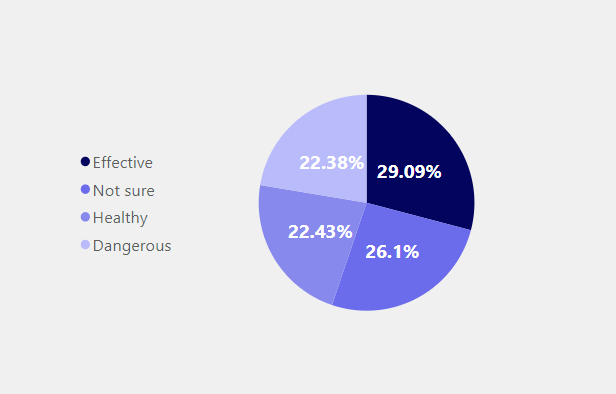 Effective
Not sure
Healthy
Dangerous
22.38%
29.09%
22.43%
26.1%